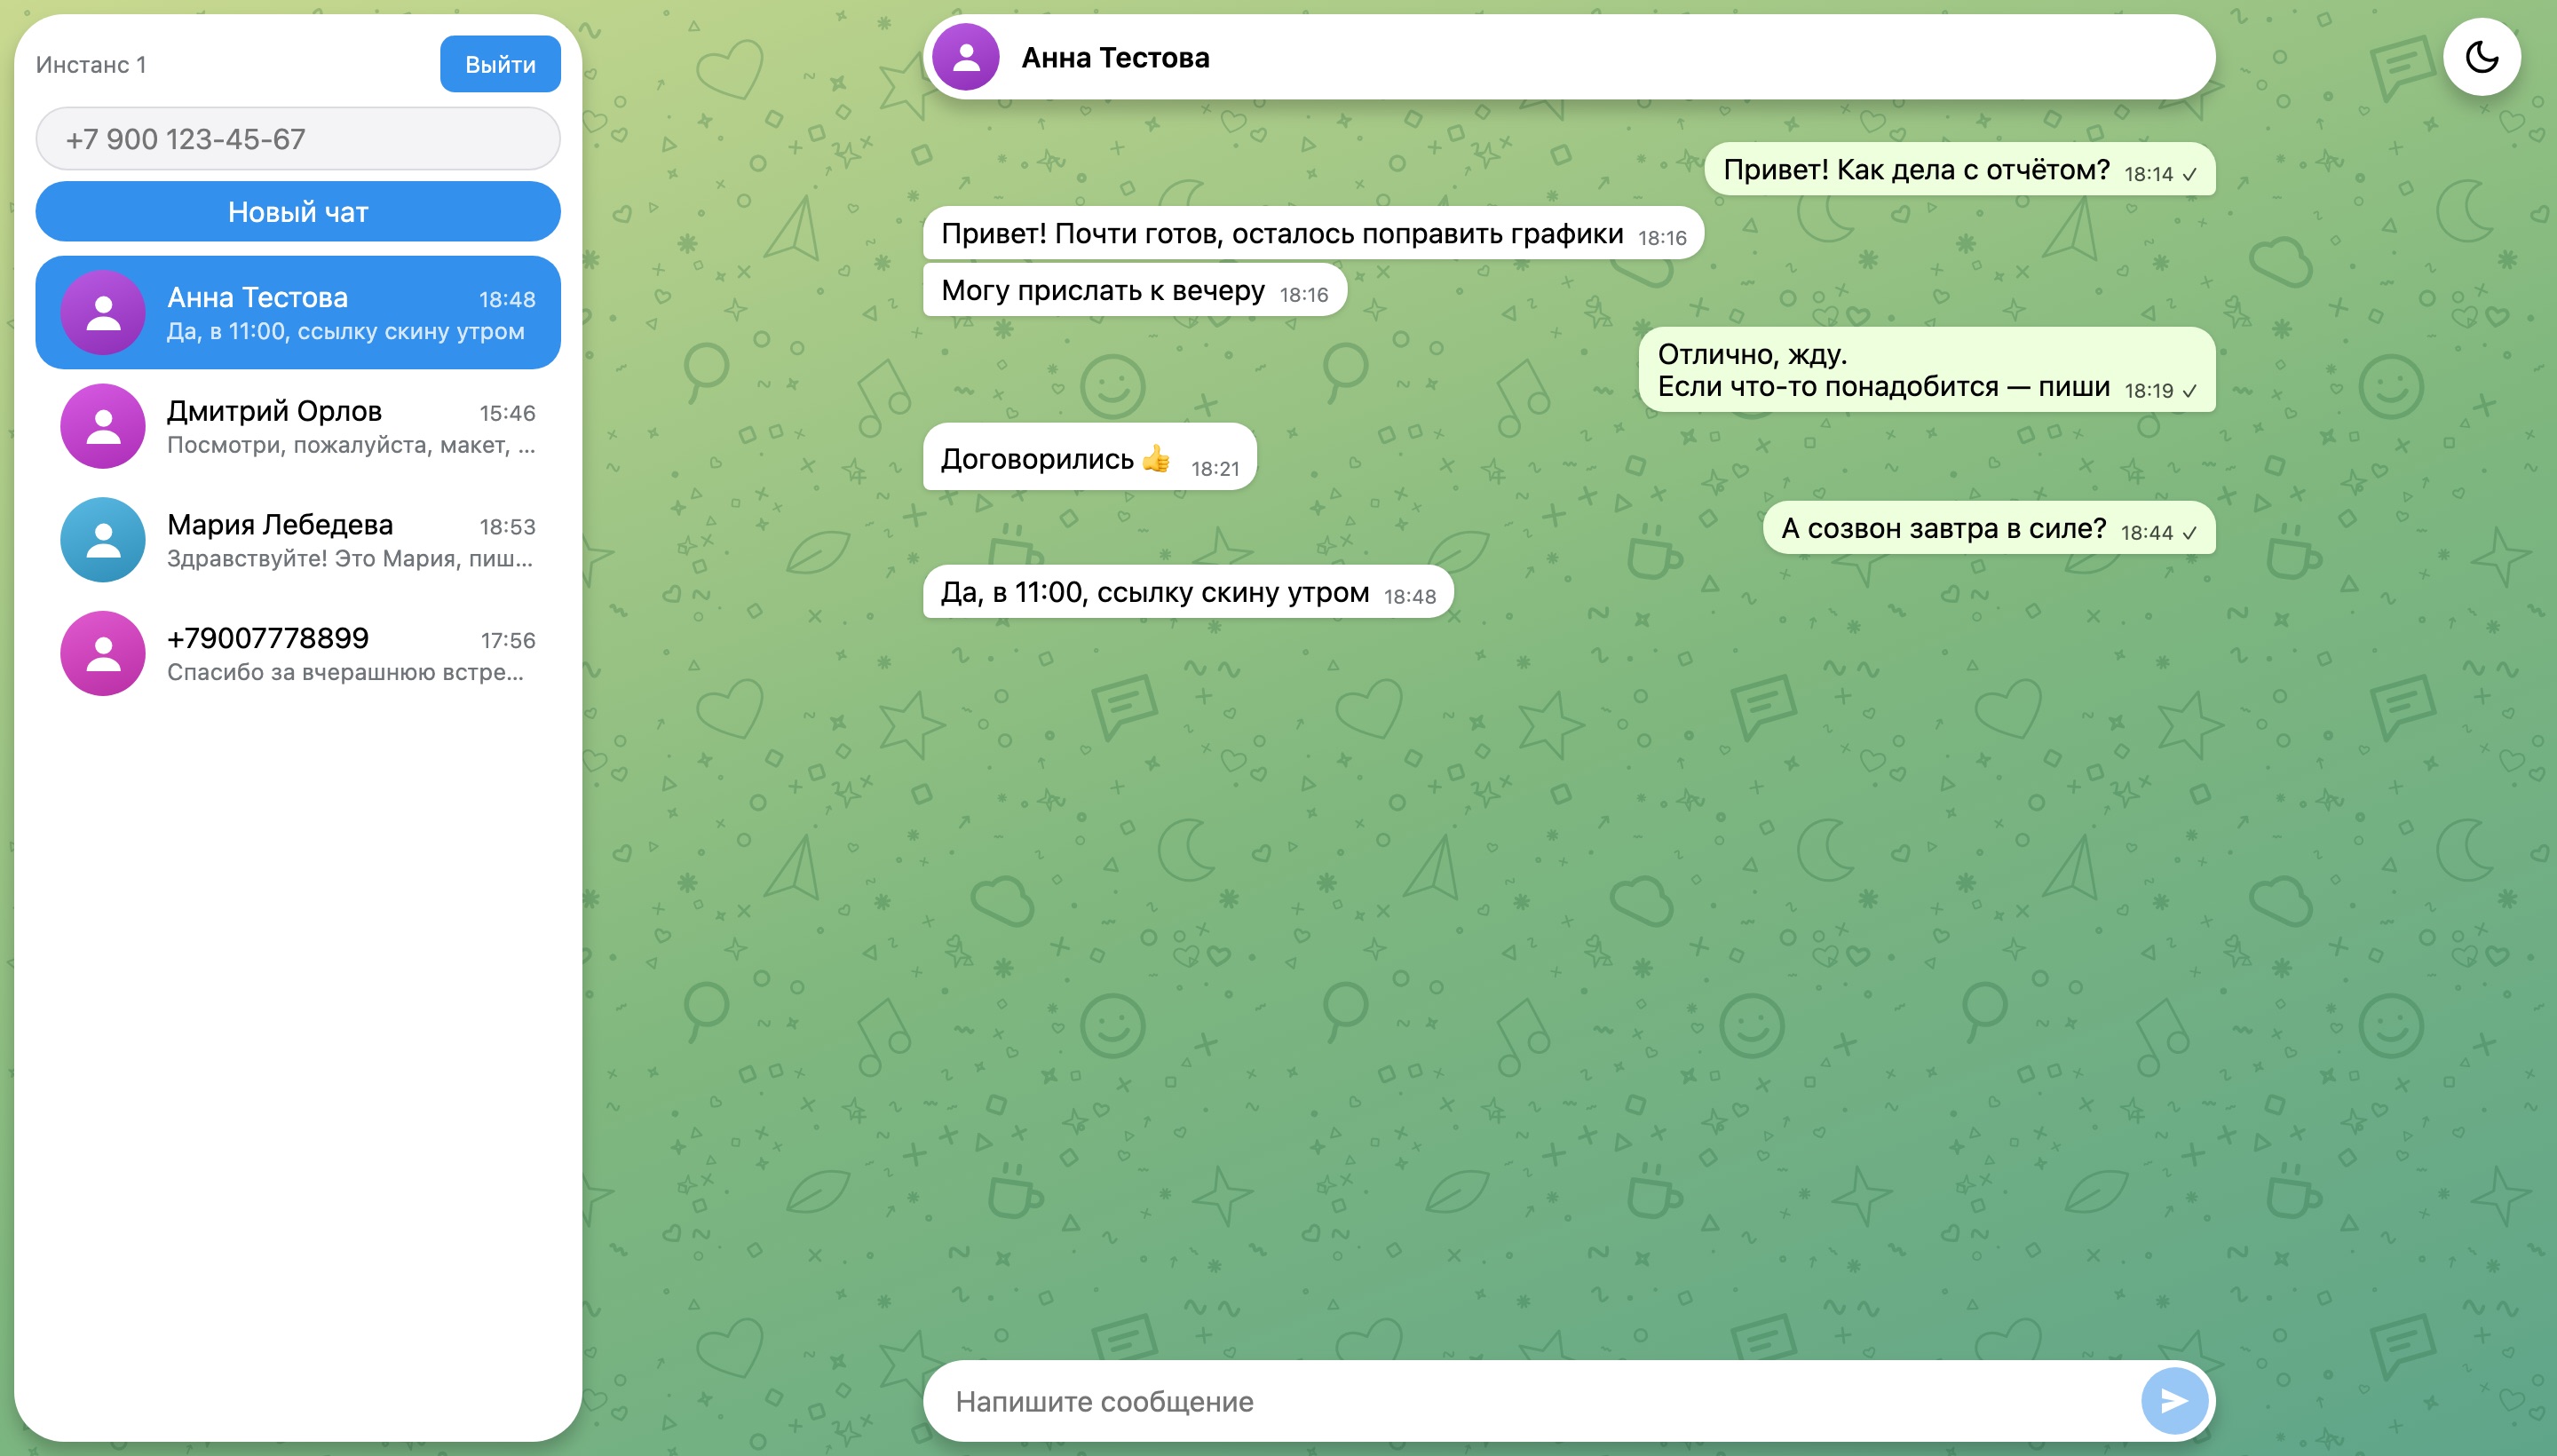 Инстанс 1
Выйти
+7 900 123-45-67
Новый чат
Анна Тестова 18:48
Да, в 11:00, ссылку скину утром
Дмитрий Орлов 15:46
Посмотри, пожалуйста, макет, ...
Мария Лебедева 18:53
Здравствуйте! Это Мария, пиш...
+79007778899 17:56
Спасибо за вчерашнюю встре...
Анна Тестова
Привет! Как дела с отчётом? 18:14 ✓
Привет! Почти готов, осталось поправить графики 18:16
Могу прислать к вечеру 18:16
Отлично, жду.
Если что-то понадобится — пиши 18:19 ✓
Договорились 👍 18:21
А созвон завтра в силе? 18:44 ✓
Да, в 11:00, ссылку скину утром 18:48
Напишите сообщение